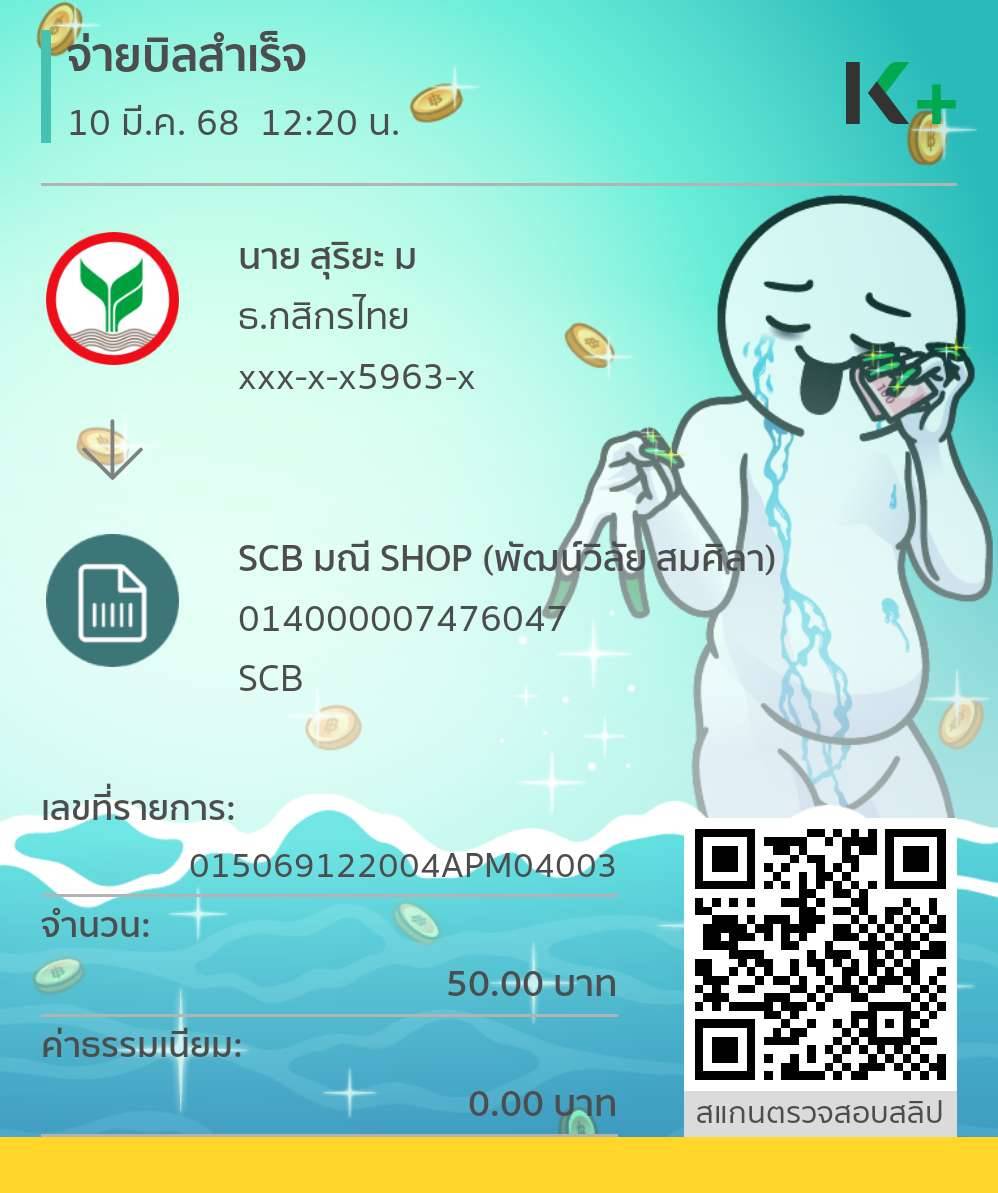 จ่ายบิลสำเร็จ
10 มี.ค. 68 12:20 น.
K+
นาย สุริยะ ม
ธ.กสิกรไทย
xxx-x-x5963-x
SCB มณี SHOP (พัฒน์วิลัย สมศิลา)
014000007476047
SCB
เลขที่รายการ:
015069122004APM04003
จำนวน:
50.00 บาท
ค่าธรรมเนียม:
0.00 บาท
สแกนตรวจสอบสลิป
100